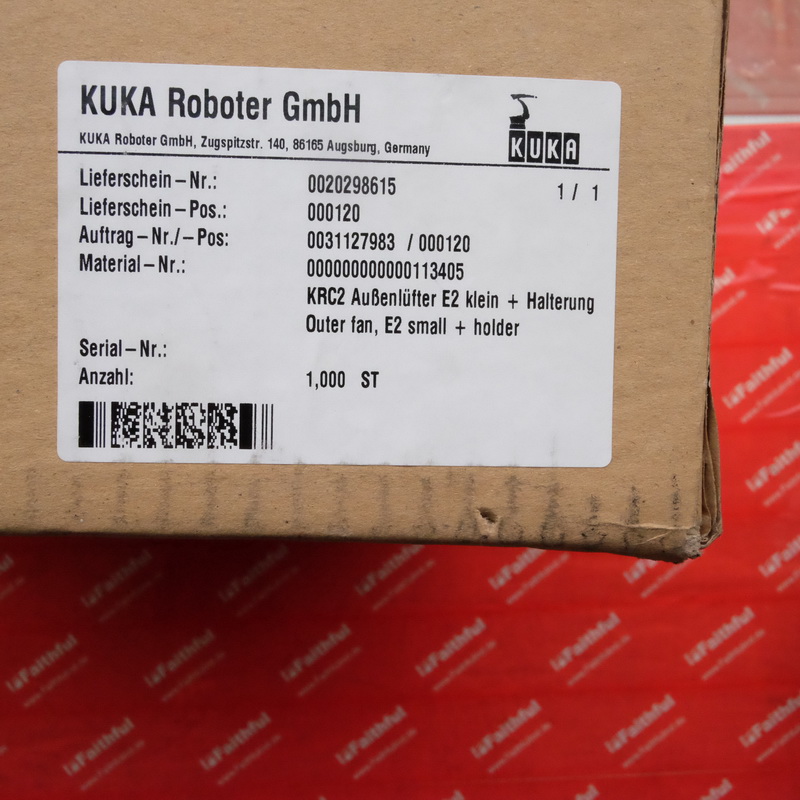 KUKA Roboter GmbH
KUKA Roboter GmbH, Zugspitzstr. 140, 86165 Augsburg, Germany
KUKA
Lieferschein-Nr.: 0020298615 1 / 1
Lieferschein-Pos.: 000120
Auftrag-Nr./-Pos: 0031127983 / 000120
Material-Nr.: 000000000000113405
KRC2 Außenlüfter E2 klein + Halterung
Outer fan, E2 small + holder
Serial-Nr.:
Anzahl: 1,000 ST